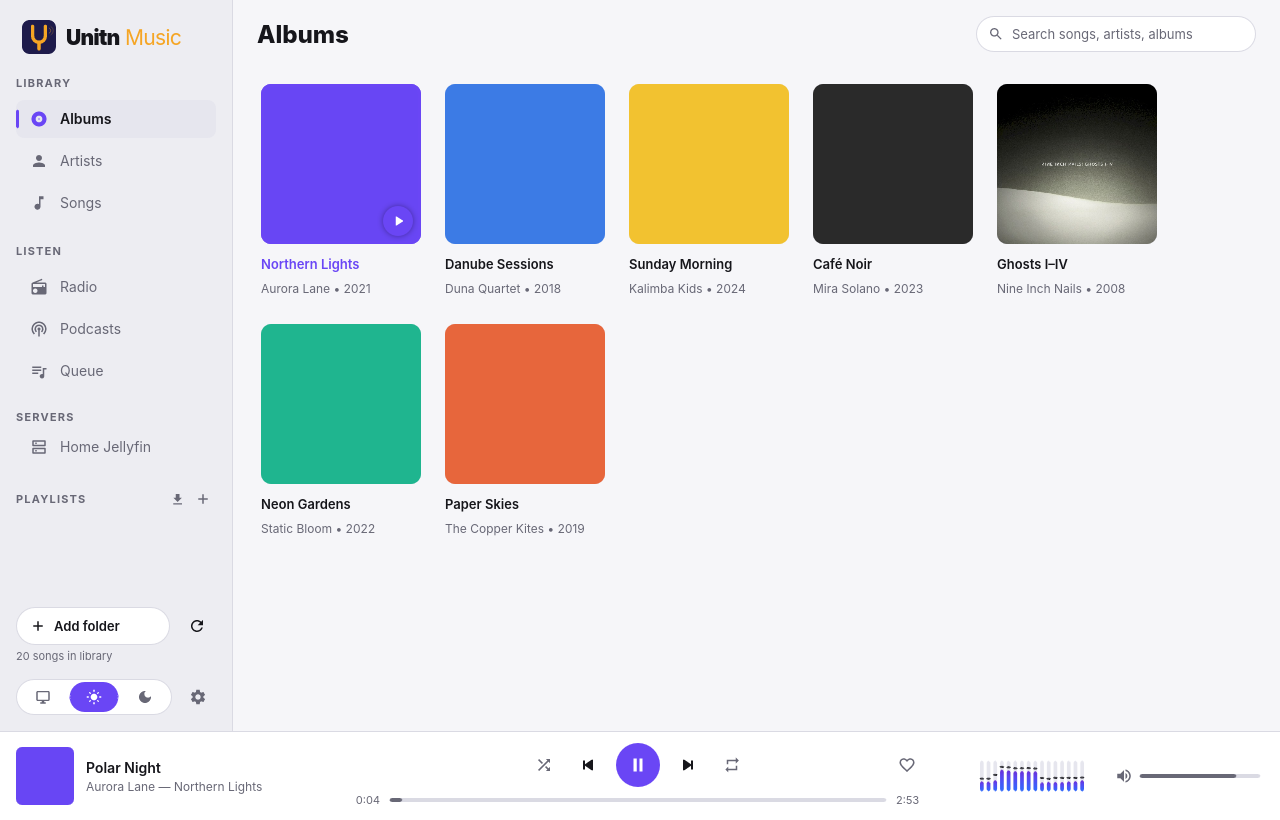 Unitn Music
LIBRARY
Albums
Artists
Songs
LISTEN
Radio
Podcasts
Queue
SERVERS
Home Jellyfin
PLAYLISTS
Add folder
20 songs in library
Albums
Search songs, artists, albums
Northern Lights
Aurora Lane • 2021
Danube Sessions
Duna Quartet • 2018
Sunday Morning
Kalimba Kids • 2024
Café Noir
Mira Solano • 2023
Ghosts I–IV
Nine Inch Nails • 2008
Neon Gardens
Static Bloom • 2022
Paper Skies
The Copper Kites • 2019
Polar Night
Aurora Lane — Northern Lights
0:04
2:53